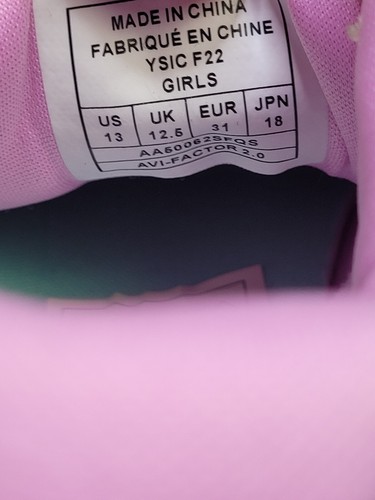 MADE IN CHINA
FABRIQUÉ EN CHINE
YSIC F22
GIRLS
US UK EUR JPN
13 12.5 31 18
AA50062SFQS
AVI-FACTOR 2.0